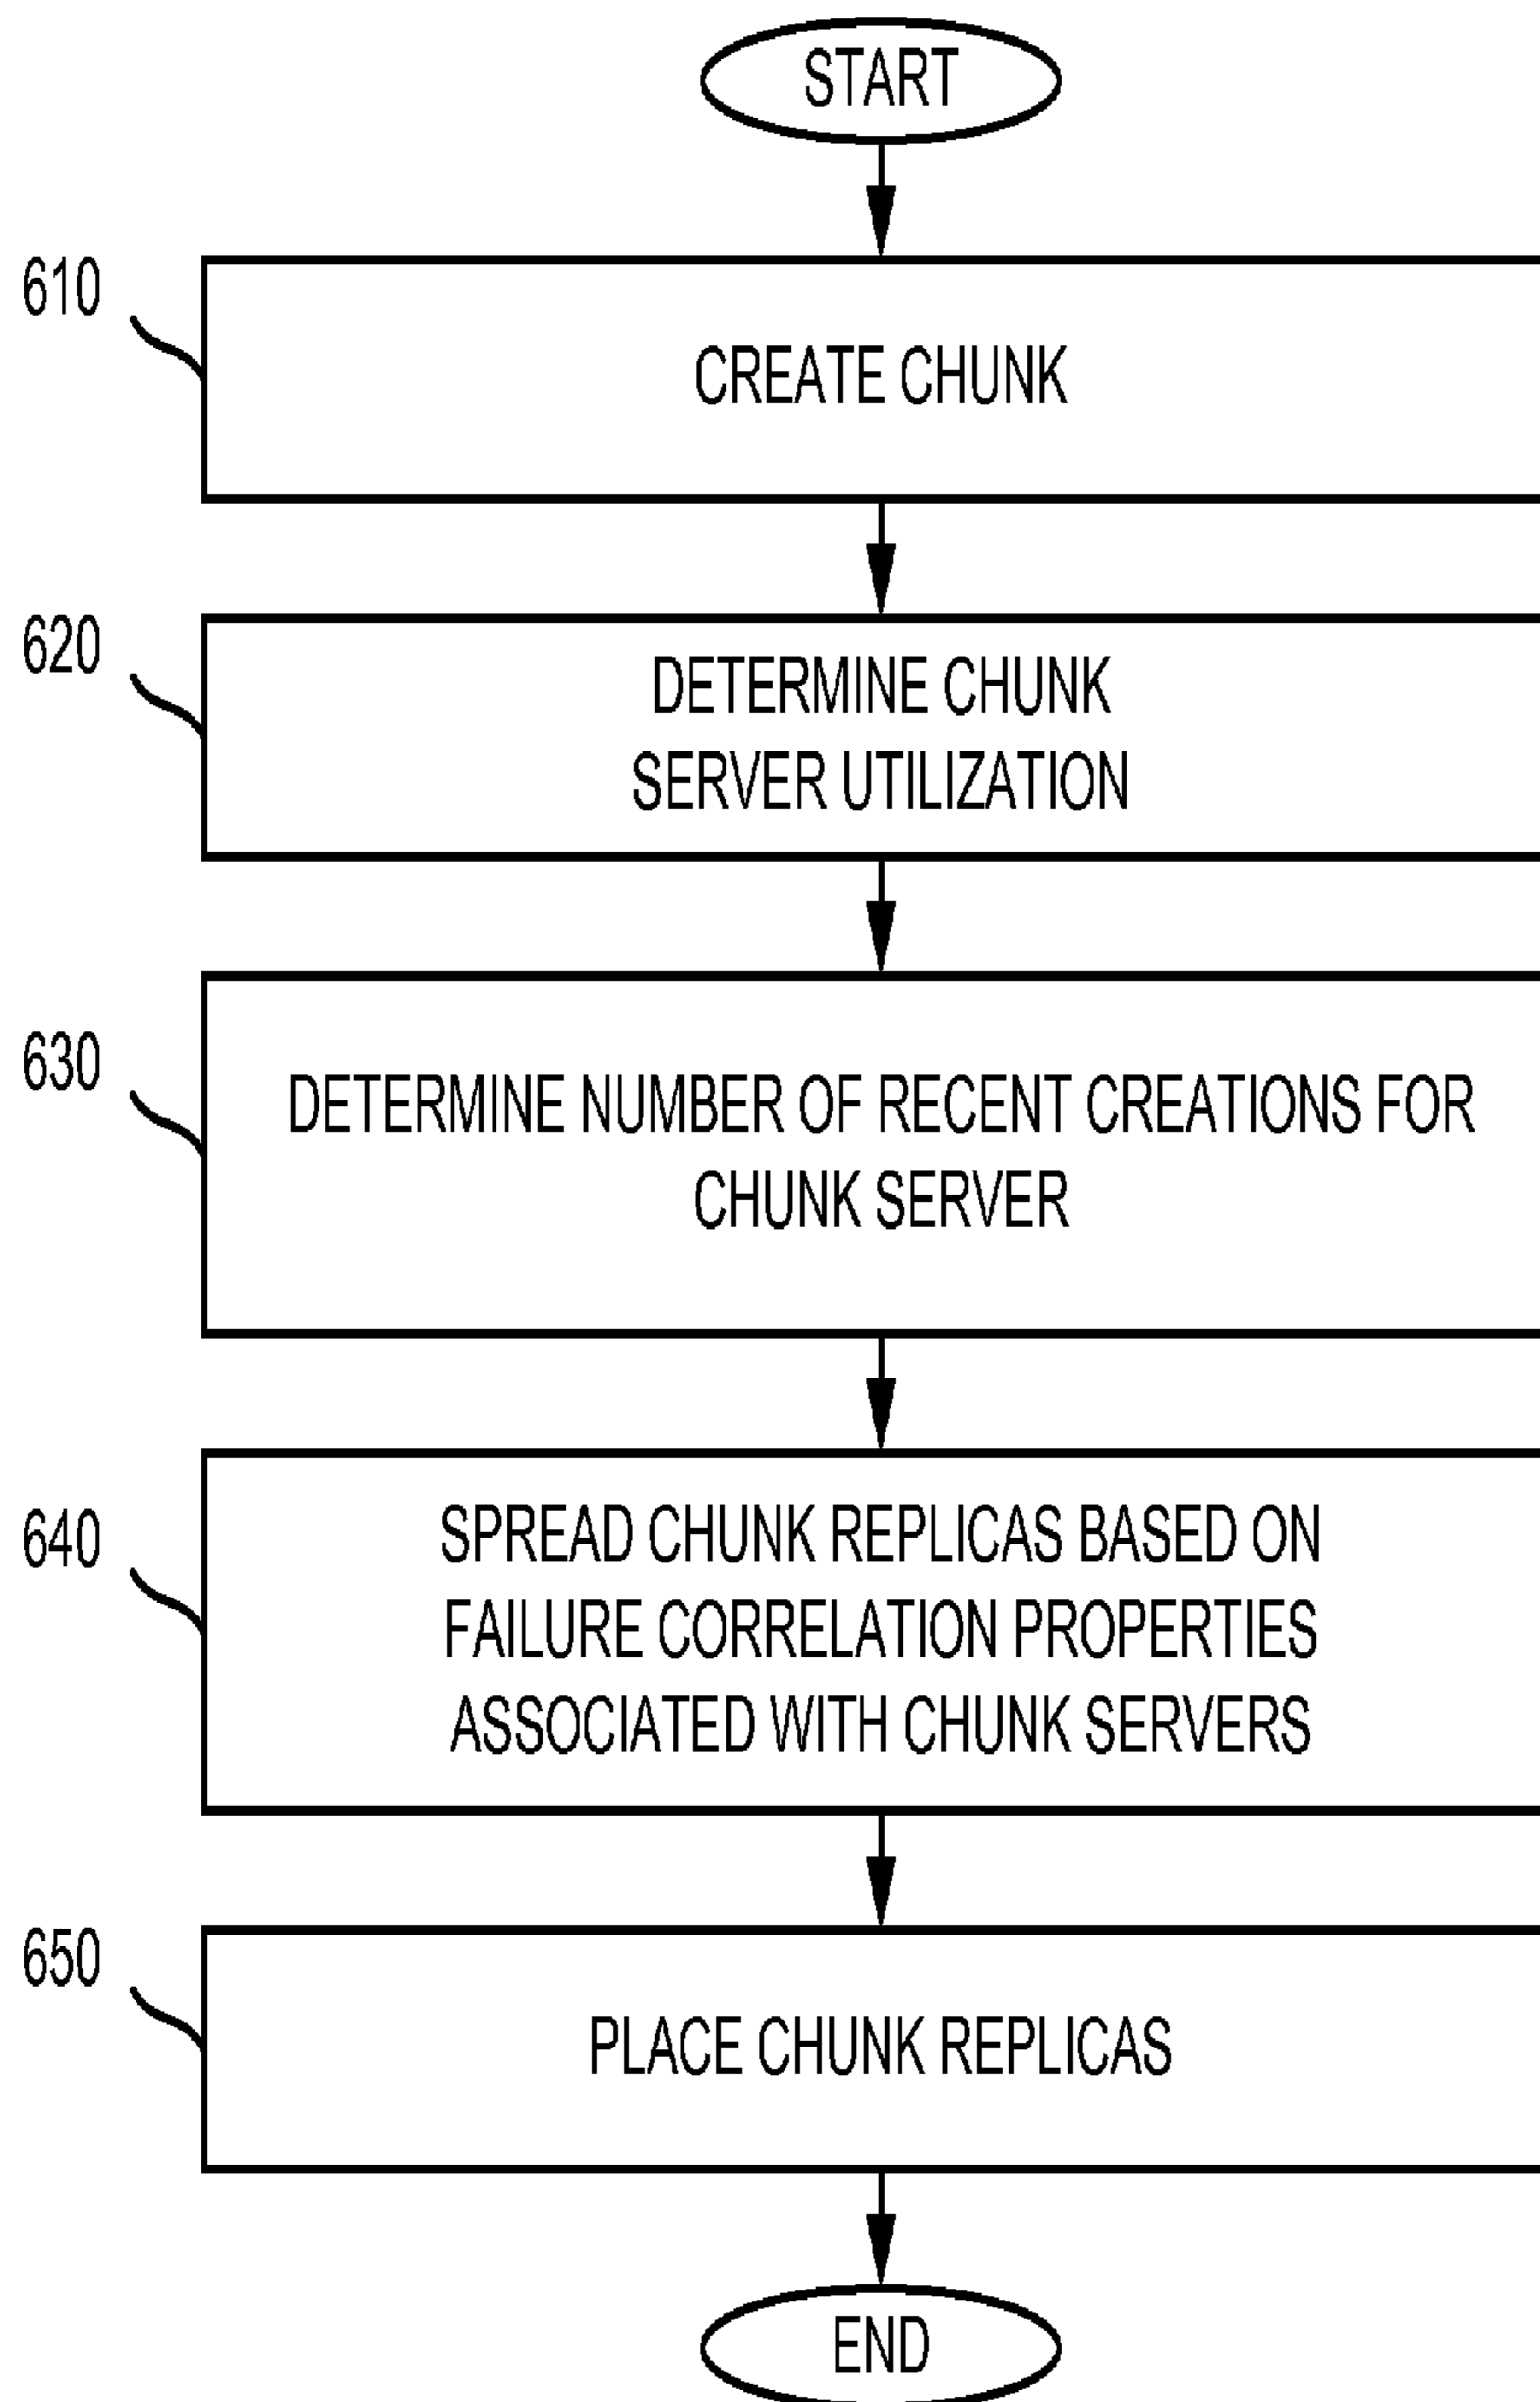 START
610
CREATE CHUNK
620
DETERMINE CHUNK
SERVER UTILIZATION
630
DETERMINE NUMBER OF RECENT CREATIONS FOR
CHUNK SERVER
640
SPREAD CHUNK REPLICAS BASED ON
FAILURE CORRELATION PROPERTIES
ASSOCIATED WITH CHUNK SERVERS
650
PLACE CHUNK REPLICAS
END